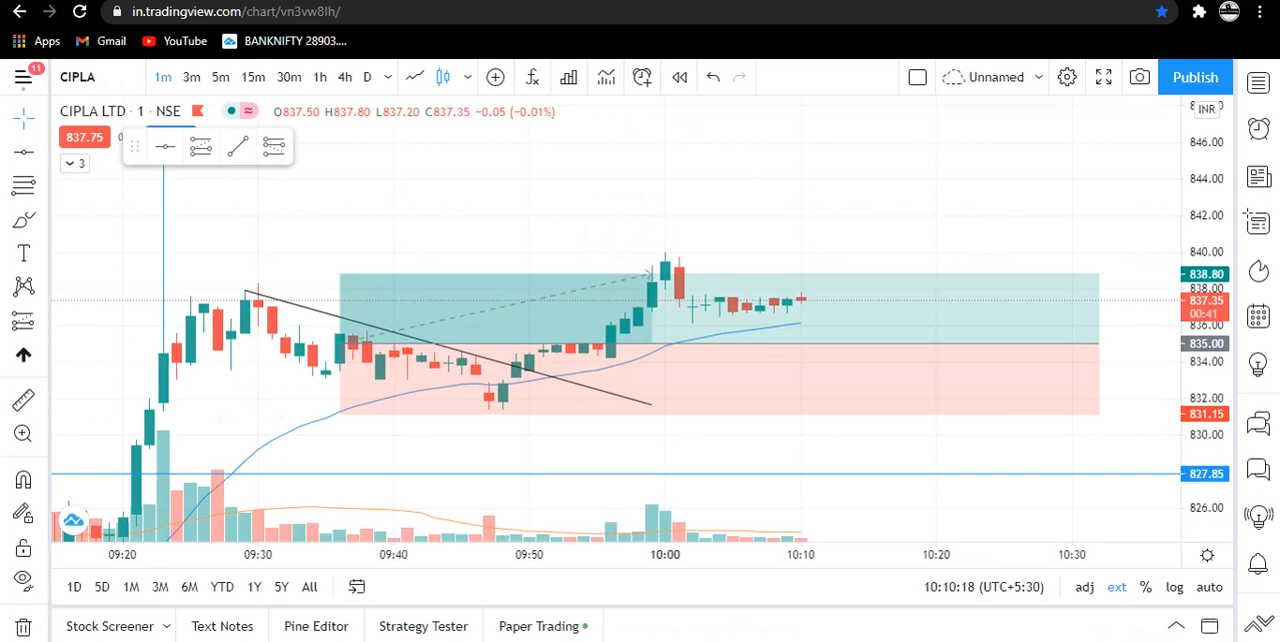 in.tradingview.com/chart/vn3vw8lh/
Apps Gmail YouTube BANKNIFTY 28903....
11
CIPLA 1m 3m 5m 15m 30m 1h 4h D Unnamed Publish
CIPLA LTD · 1 · NSE O837.50 H837.80 L837.20 C837.35 −0.05 (−0.01%) INR
837.75
3
846.00
844.00
842.00
840.00
838.80
838.00
837.35
00:41
836.00
835.00
834.00
832.00
831.15
830.00
827.85
826.00
09:20 09:30 09:40 09:50 10:00 10:10 10:20 10:30
1D 5D 1M 3M 6M YTD 1Y 5Y All 10:10:18 (UTC+5:30) adj ext % log auto
Stock Screener Text Notes Pine Editor Strategy Tester Paper Trading